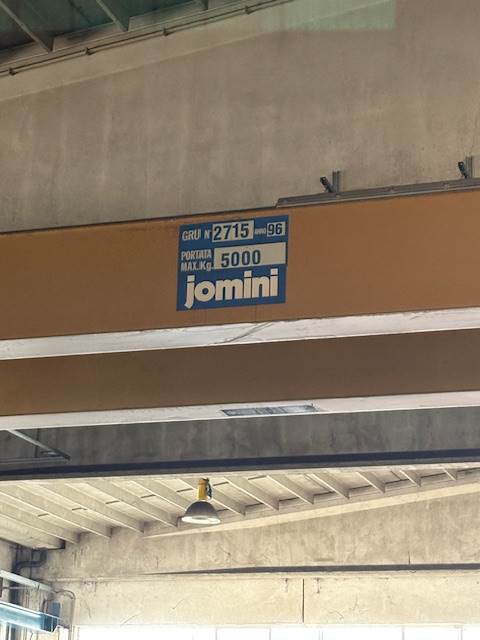 GRU N° 2715 ANNO 96
PORTATA
MAX.Kg. 5000
jomini